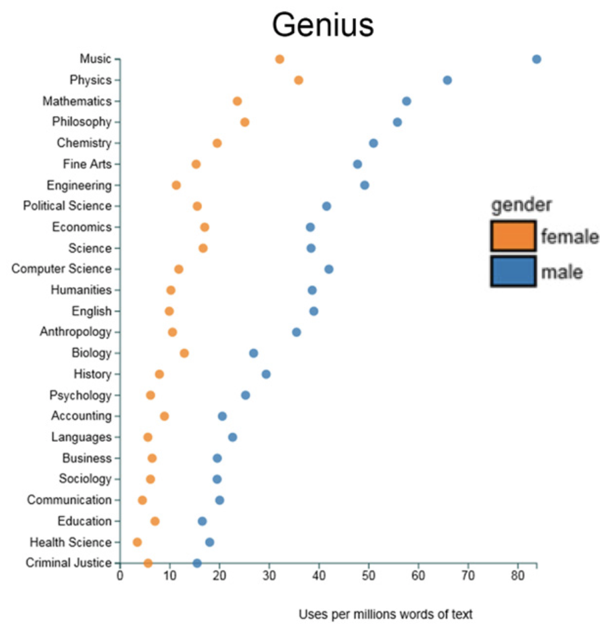 Genius
Music
Physics
Mathematics
Philosophy
Chemistry
Fine Arts
Engineering
Political Science
Economics
Science
Computer Science
Humanities
English
Anthropology
Biology
History
Psychology
Accounting
Languages
Business
Sociology
Communication
Education
Health Science
Criminal Justice
0 10 20 30 40 50 60 70 80
Uses per millions words of text
gender
female
male